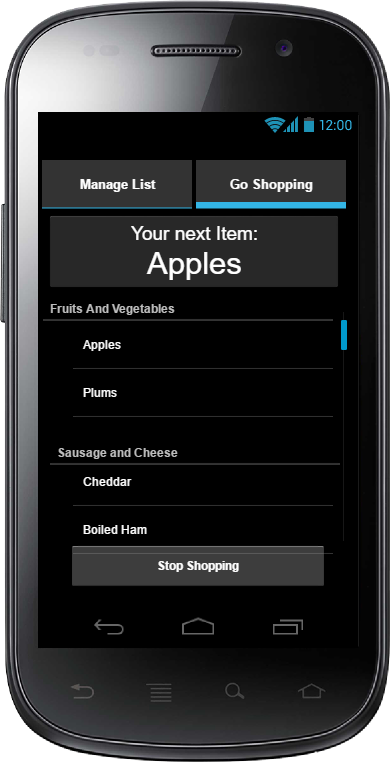 12:00
Manage List
Go Shopping
Your next Item:
Apples
Fruits And Vegetables
Apples
Plums
Sausage and Cheese
Cheddar
Boiled Ham
Stop Shopping